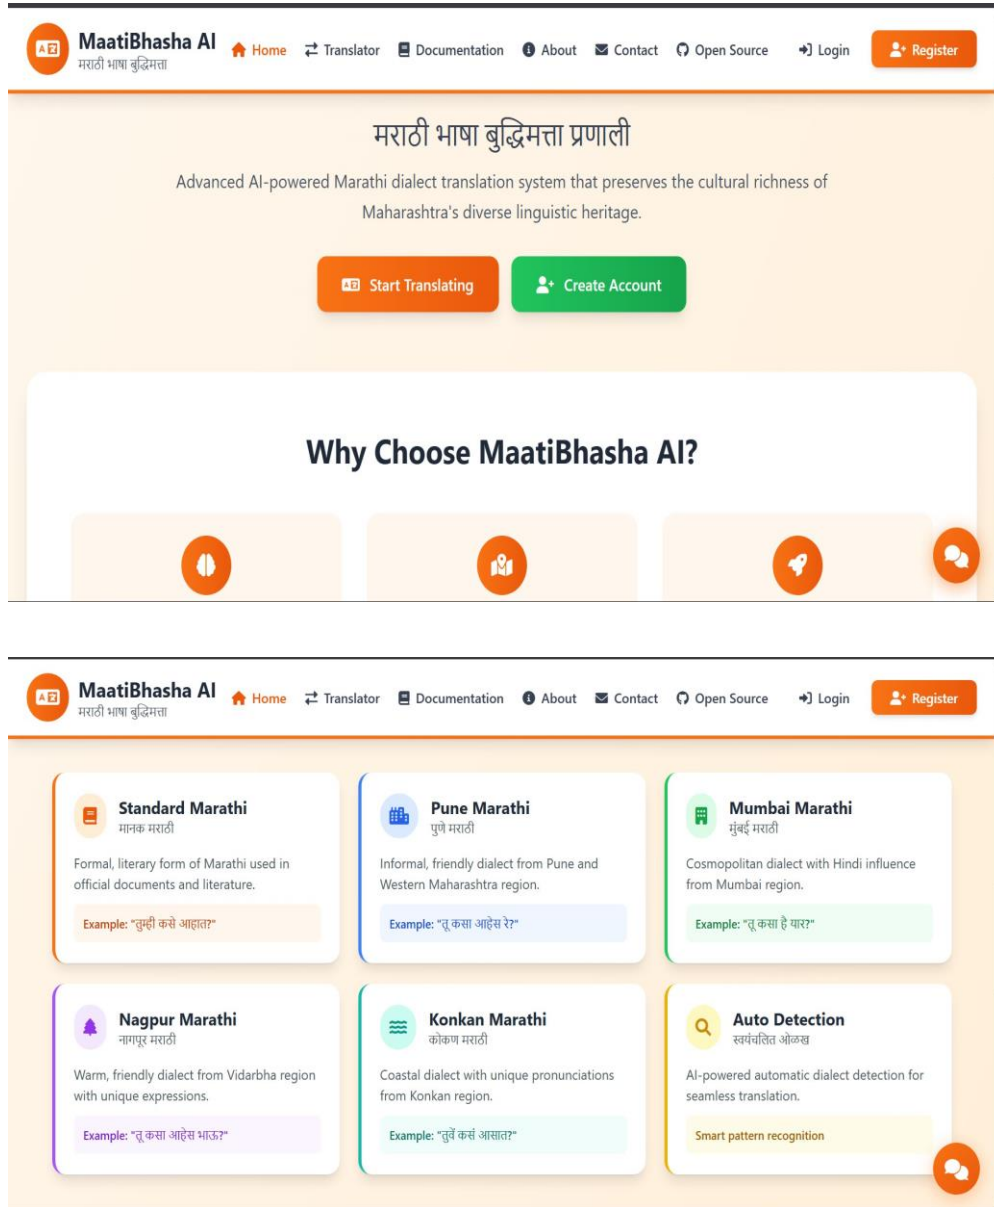 MaatiBhasha AI
मराठी भाषा बुद्धिमत्ता
Home
Translator
Documentation
About
Contact
Open Source
Login
Register
मराठी भाषा बुद्धिमत्ता प्रणाली
Advanced AI-powered Marathi dialect translation system that preserves the cultural richness of
Maharashtra's diverse linguistic heritage.
Start Translating
Create Account
Why Choose MaatiBhasha AI?
MaatiBhasha AI
मराठी भाषा बुद्धिमत्ता
Home
Translator
Documentation
About
Contact
Open Source
Login
Register
Standard Marathi
मानक मराठी
Formal, literary form of Marathi used in
official documents and literature.
Example: "तुम्ही कसे आहात?"
Pune Marathi
पुणे मराठी
Informal, friendly dialect from Pune and
Western Maharashtra region.
Example: "तू कसा आहेस रे?"
Mumbai Marathi
मुंबई मराठी
Cosmopolitan dialect with Hindi influence
from Mumbai region.
Example: "तू कसा है यार?"
Nagpur Marathi
नागपूर मराठी
Warm, friendly dialect from Vidarbha region
with unique expressions.
Example: "तू कसा आहेस भाऊ?"
Konkan Marathi
कोकण मराठी
Coastal dialect with unique pronunciations
from Konkan region.
Example: "तुवें कसं आसात?"
Auto Detection
स्वयंचलित ओळख
AI-powered automatic dialect detection for
seamless translation.
Smart pattern recognition